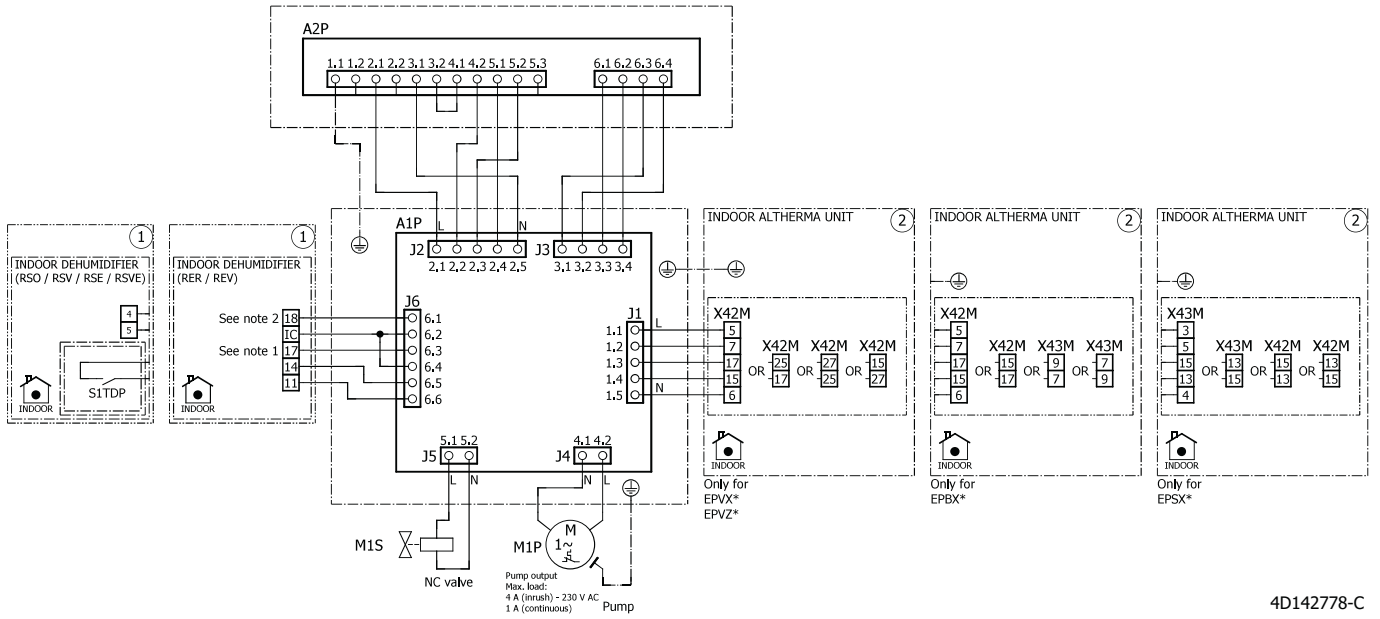 A2P
1.1 1.2 2.1 2.2 3.1 3.2 4.1 4.2 5.1 5.2 5.3
6.1 6.2 6.3 6.4
1
INDOOR DEHUMIDIFIER
(RSO / RSV / RSE / RSVE)
4
5
S1TDP
INDOOR
1
INDOOR DEHUMIDIFIER
(RER / REV)
See note 2 18
IC
See note 1 17
14
11
INDOOR
A1P
L N
J2
2.1 2.2 2.3 2.4 2.5
J3
3.1 3.2 3.3 3.4
J6
6.1
6.2
6.3
6.4
6.5
6.6
J1
1.1 L
1.2
1.3
1.4
1.5 N
5.1 5.2
J5
L N
4.1 4.2
J4
N L
M1S
NC valve
M1P
M
1~
Pump output
Max. load:
4 A (inrush) - 230 V AC
1 A (continuous)
Pump
INDOOR ALTHERMA UNIT 2
X42M
5
7
17
15
6
X42M X42M X42M
OR 25 OR 27 OR 15
17 25 27
INDOOR
Only for
EPVX*
EPVZ*
INDOOR ALTHERMA UNIT 2
X42M
5
7
17
15
6
X42M X43M X43M
OR 15 OR 9 OR 7
17 7 9
INDOOR
Only for
EPBX*
INDOOR ALTHERMA UNIT 2
X43M
3
5
15
13
4
X43M X42M X42M
OR 13 OR 15 OR 13
15 13 15
INDOOR
Only for
EPSX*
4D142778-C